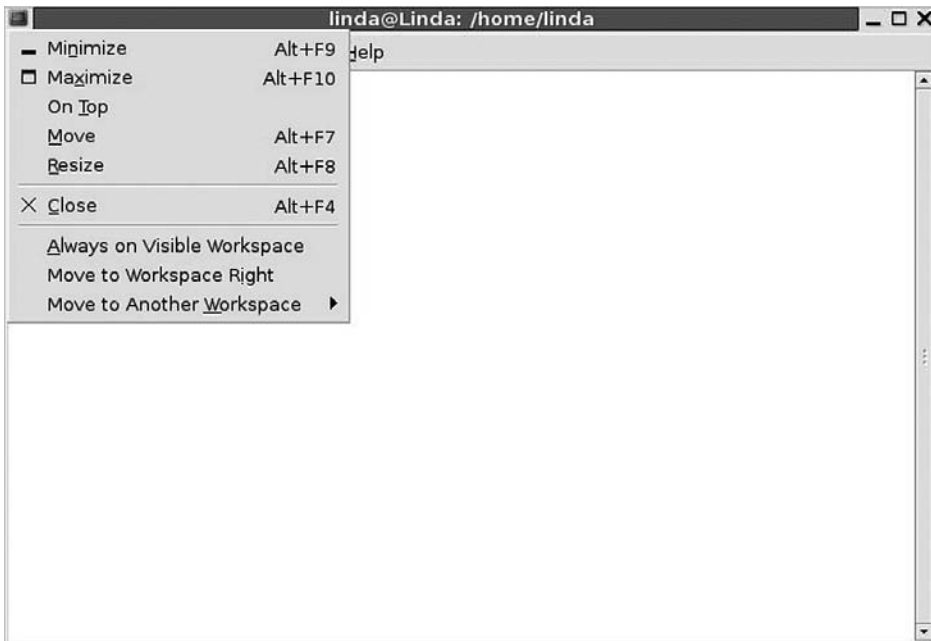 linda@Linda: /home/linda
Help
Minimize Alt+F9
Maximize Alt+F10
On Top
Move Alt+F7
Resize Alt+F8
Close Alt+F4
Always on Visible Workspace
Move to Workspace Right
Move to Another Workspace